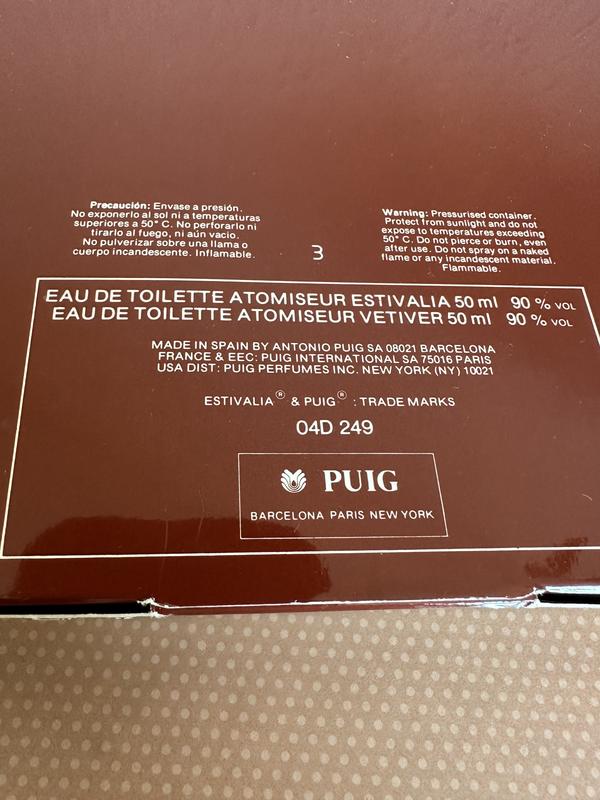 Precaución: Envase a presión.
No exponerlo al sol ni a temperaturas
superiores a 50° C. No perforarlo ni
tirarlo al fuego, ni aún vacio.
No pulverizar sobre una llama o
cuerpo incandescente. Inflamable.
3
Warning: Pressurised container.
Protect from sunlight and do not
expose to temperatures exceeding
50° C. Do not pierce or burn, even
after use. Do not spray on a naked
flame or any incandescent material.
Flammable.
EAU DE TOILETTE ATOMISEUR ESTIVALIA 50 ml 90 % VOL
EAU DE TOILETTE ATOMISEUR VETIVER 50 ml 90 % VOL
MADE IN SPAIN BY ANTONIO PUIG SA 08021 BARCELONA
FRANCE & EEC: PUIG INTERNATIONAL SA 75016 PARIS
USA DIST: PUIG PERFUMES INC. NEW YORK (NY) 10021
ESTIVALIA® & PUIG® : TRADE MARKS
04D 249
PUIG
BARCELONA PARIS NEW YORK